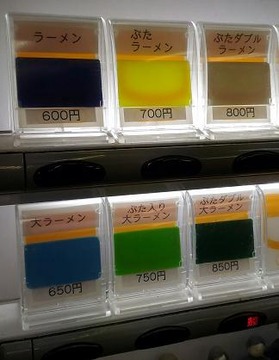 ラーメン
600円
ぶた
ラーメン
700円
ぶたダブル
ラーメン
800円
大ラーメン
650円
ぶた入り
大ラーメン
750円
ぶたダブル
大ラーメン
850円